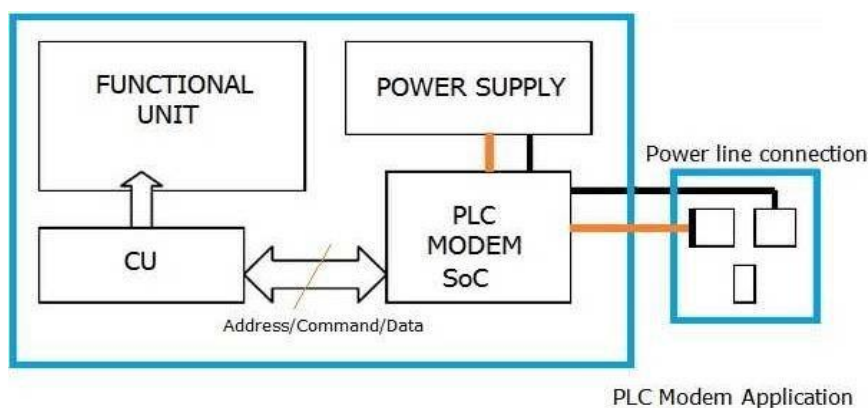 FUNCTIONAL
UNIT
POWER SUPPLY
Power line connection
PLC
MODEM
SoC
CU
Address/Command/Data
PLC Modem Application